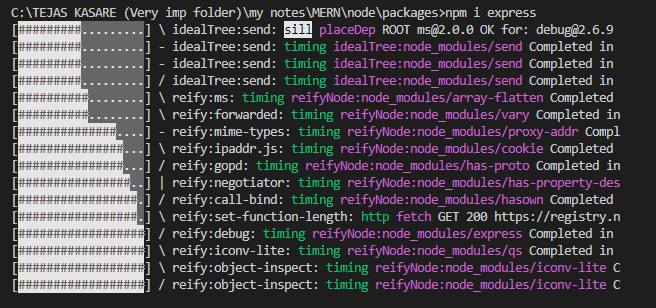 C:\TEJAS KASARE (Very imp folder)\my notes\MERN\node\packages>npm i express
[#########.........] \ idealTree:send: sill placeDep ROOT ms@2.0.0 OK for: debug@2.6.9
[#########.........] - idealTree:send: timing idealTree:node_modules/send Completed in
[#########.........] - idealTree:send: timing idealTree:node_modules/send Completed in
[#########.........] / idealTree:send: timing idealTree:node_modules/send Completed in
[##########........] \ reify:ms: timing reifyNode:node_modules/array-flatten Completed
[##########........] \ reify:forwarded: timing reifyNode:node_modules/vary Completed in
[##############....] - reify:mime-types: timing reifyNode:node_modules/proxy-addr Compl
[###############...] \ reify:ipaddr.js: timing reifyNode:node_modules/cookie Completed
[###############...] / reify:gopd: timing reifyNode:node_modules/has-proto Completed in
[################..] | reify:negotiator: timing reifyNode:node_modules/has-property-des
[#################.] / reify:call-bind: timing reifyNode:node_modules/hasown Completed
[#################.] \ reify:set-function-length: http fetch GET 200 https://registry.n
[##################] / reify:debug: timing reifyNode:node_modules/express Completed in
[##################] \ reify:iconv-lite: timing reifyNode:node_modules/qs Completed in
[##################] \ reify:object-inspect: timing reifyNode:node_modules/iconv-lite C
[##################] / reify:object-inspect: timing reifyNode:node_modules/iconv-lite C